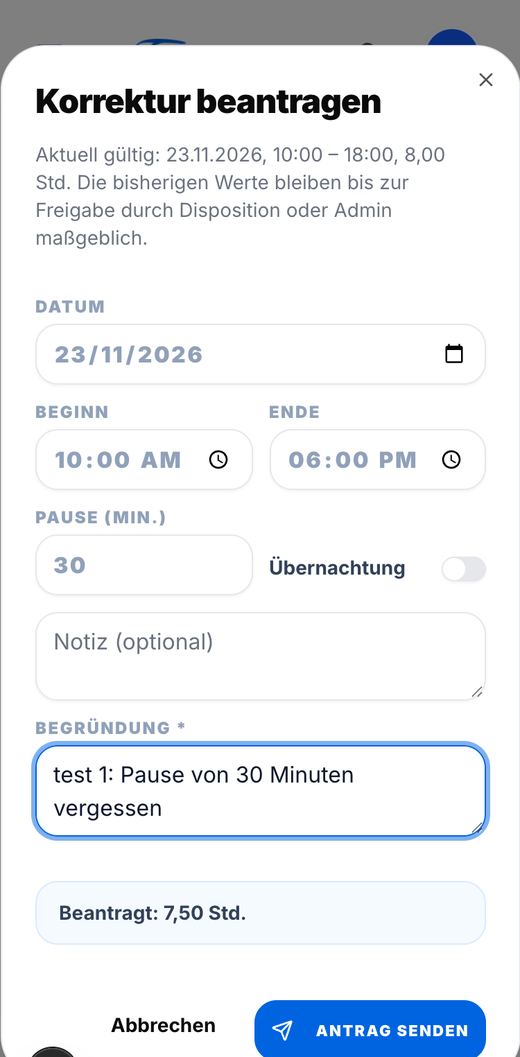 Korrektur beantragen
Aktuell gültig: 23.11.2026, 10:00 – 18:00, 8,00
Std. Die bisherigen Werte bleiben bis zur
Freigabe durch Disposition oder Admin
maßgeblich.
DATUM
23/11/2026
BEGINN
ENDE
10:00 AM
06:00 PM
PAUSE (MIN.)
30
Übernachtung
Notiz (optional)
BEGRÜNDUNG *
test 1: Pause von 30 Minuten
vergessen
Beantragt: 7,50 Std.
Abbrechen
ANTRAG SENDEN